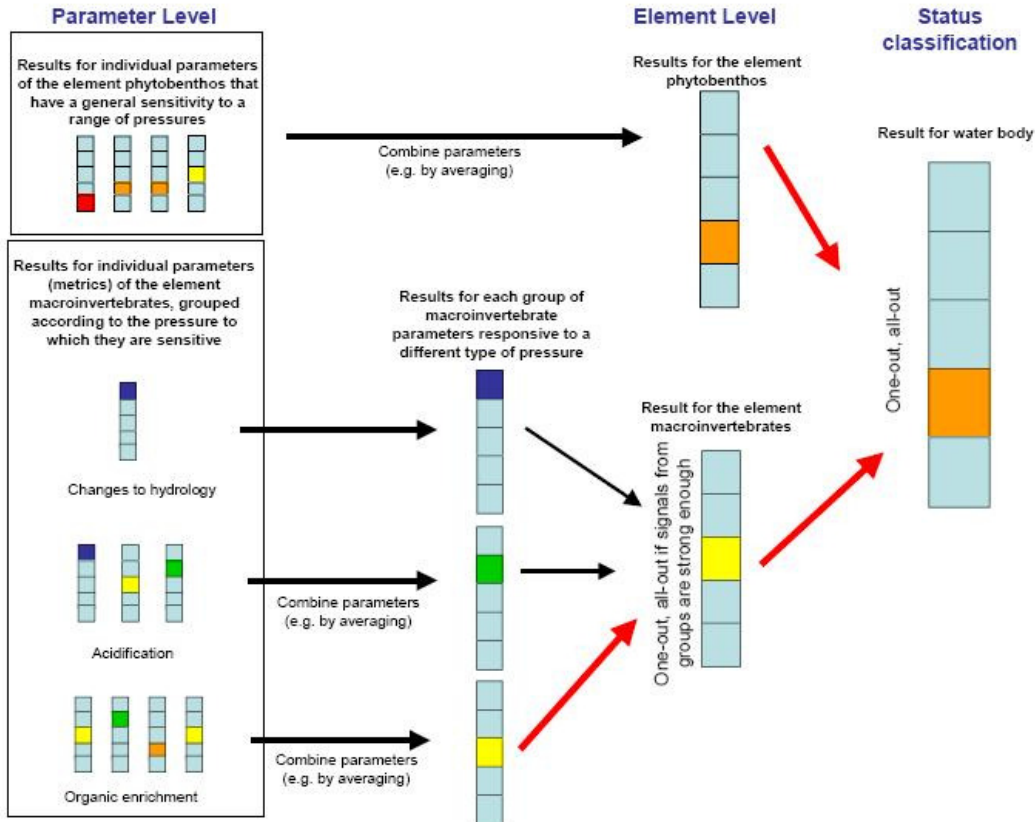 Parameter Level
Element Level
Status
classification
Results for individual parameters
of the element phytobenthos that
have a general sensitivity to a
range of pressures
Combine parameters
(e.g. by averaging)
Results for the element
phytobenthos
Result for water body
Results for individual parameters
(metrics) of the element
macroinvertebrates, grouped
according to the pressure to
which they are sensitive
Results for each group of
macroinvertebrate
parameters responsive to a
different type of pressure
One-out, all-out
Result for the element
macroinvertebrates
One-out, all-out if signals from
groups are strong enough
Changes to hydrology
Combine parameters
(e.g. by averaging)
Acidification
Combine parameters
(e.g. by averaging)
Organic enrichment